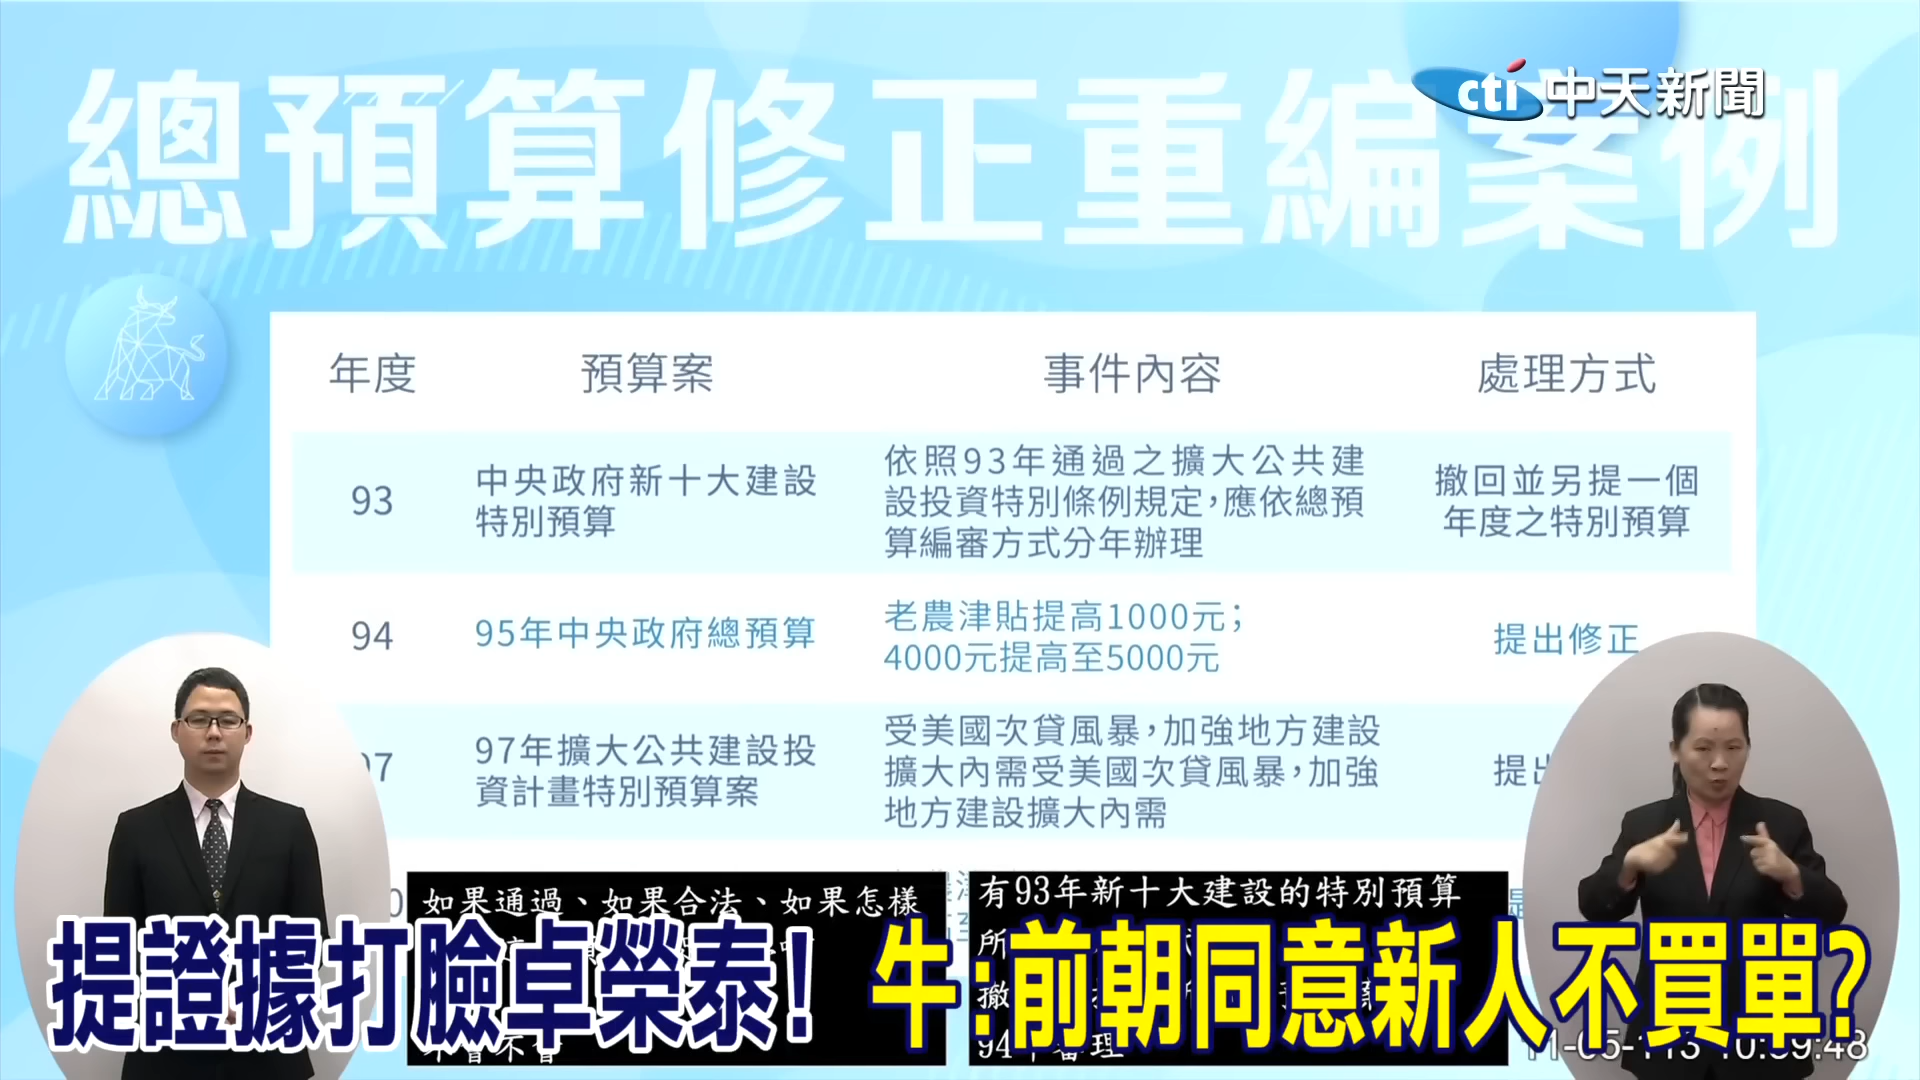 總預算修正重編案例
cti 中天新聞
年度 預算案 事件內容 處理方式
93
中央政府新十大建設
特別預算
依照93年通過之擴大公共建
設投資特別條例規定,應依總預
算編審方式分年辦理
撤回並另提一個
年度之特別預算
94
95年中央政府總預算
老農津貼提高1000元;
4000元提高至5000元
提出修正
97年擴大公共建設投
資計畫特別預算案
受美國次貸風暴,加強地方建設
擴大內需受美國次貸風暴,加強
地方建設擴大內需
如果通過、如果合法、如果怎樣
有93年新十大建設的特別預算
提證據打臉卓榮泰! 牛:前朝同意新人不買單?
11-05-113 10:59:48